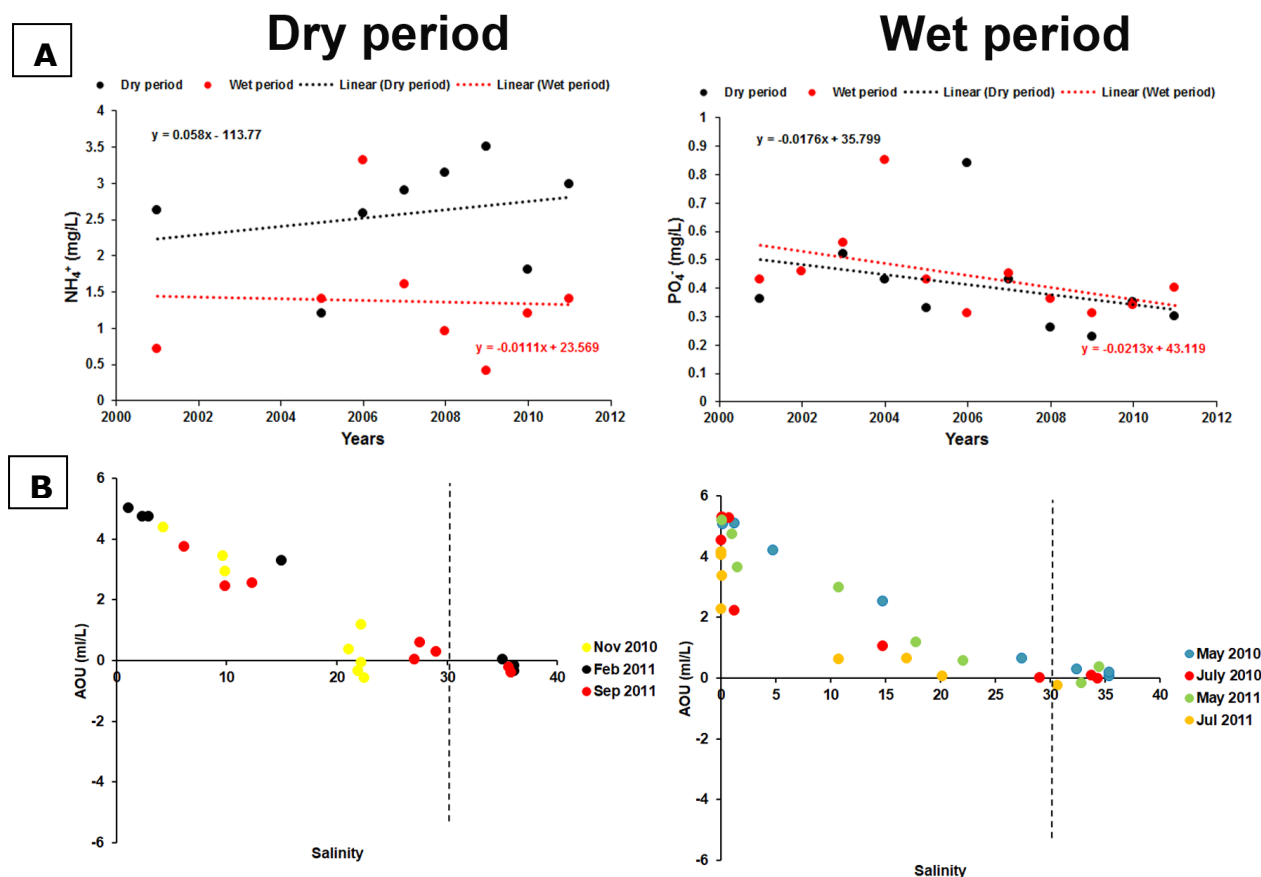 Dry period
Wet period
A
Dry period Wet period Linear (Dry period) Linear (Wet period)
4
3.5
3
2.5
2
1.5
1
0.5
0
NH₄⁺ (mg/L)
y = 0.058x - 113.77
y = -0.0111x + 23.569
2000 2002 2004 2006 2008 2010 2012
Years
Dry period Wet period Linear (Dry period) Linear (Wet period)
1
0.9
0.8
0.7
0.6
0.5
0.4
0.3
0.2
0.1
0
PO₄⁻ (mg/L)
y = -0.0176x + 35.799
y = -0.0213x + 43.119
2000 2002 2004 2006 2008 2010 2012
Years
B
6
4
2
0
-2
-4
-6
AOU (ml/L)
0 10 20 30 40
Nov 2010
Feb 2011
Sep 2011
Salinity
6
4
2
0
-2
-4
-6
AOU (ml/L)
0 5 10 15 20 25 30 35 40
May 2010
July 2010
May 2011
Jul 2011
Salinity